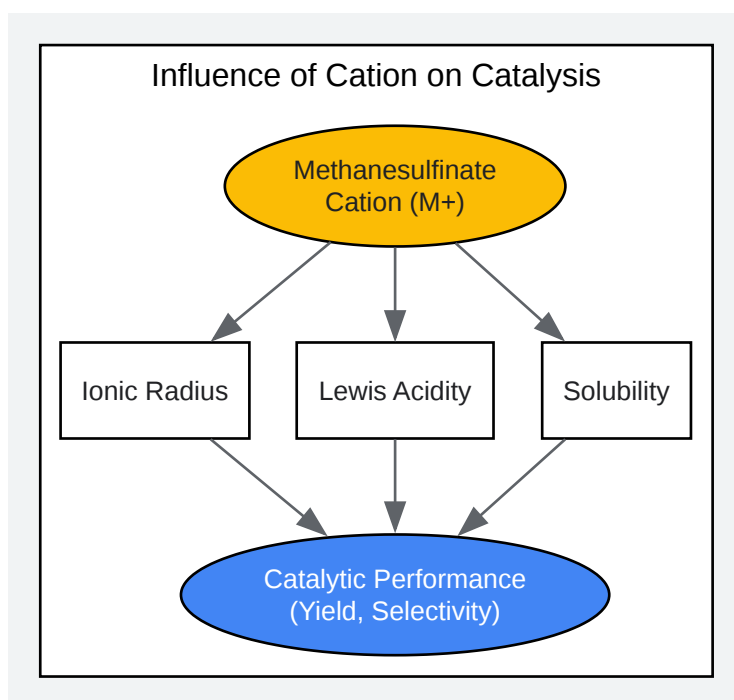 Influence of Cation on Catalysis
Methanesulfinate
Cation (M+)
Ionic Radius
Lewis Acidity
Solubility
Catalytic Performance
(Yield, Selectivity)